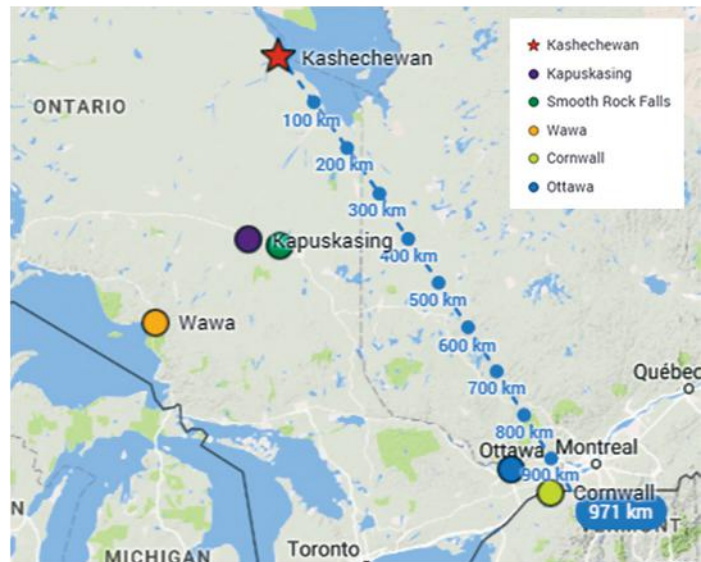 Kashechewan
Kapuskasing
Smooth Rock Falls
Wawa
Cornwall
Ottawa
Kashechewan
ONTARIO
100 km
200 km
300 km
Kapuskasing
400 km
500 km
Wawa
600 km
700 km
Québec
800 km
Ottawa
Montreal
900 km
Cornwall
971 km
MONT
Toronto
MICHIGAN
N